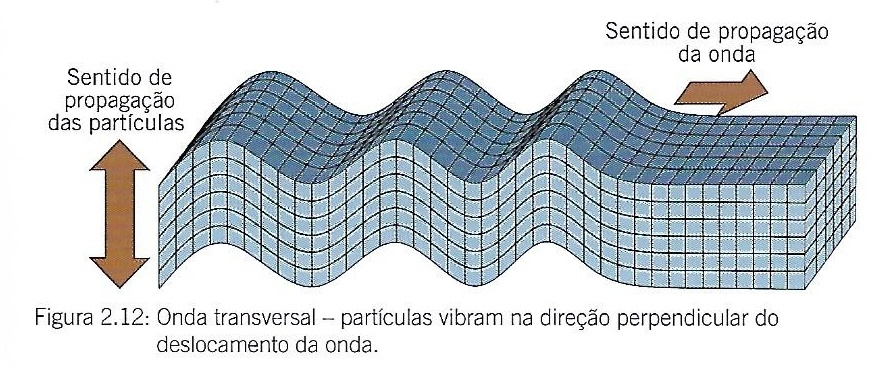 Sentido de propagação
da onda
Sentido de
propagação
das partículas
Figura 2.12: Onda transversal – partículas vibram na direção perpendicular do
deslocamento da onda.